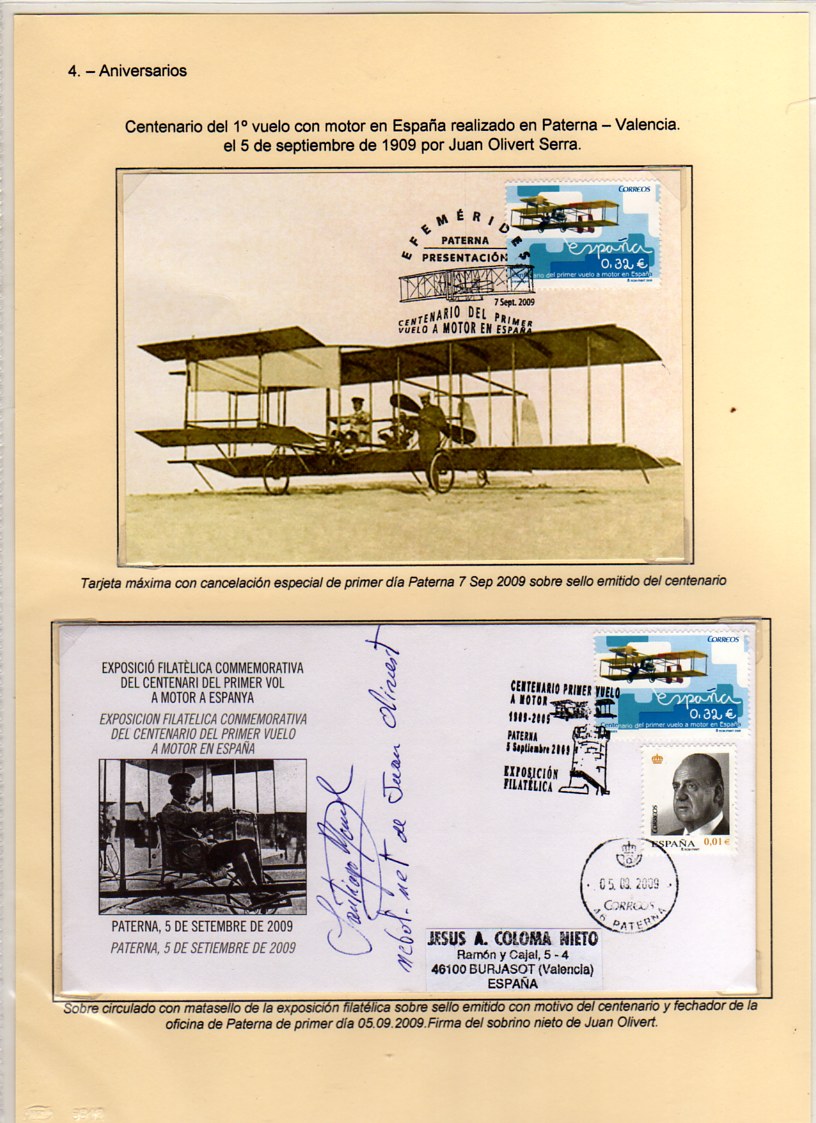 4. – Aniversarios
Centenario del 1º vuelo con motor en España realizado en Paterna – Valencia.
el 5 de septiembre de 1909 por Juan Olivert Serra.
CORREOS
españa
0,32 €
Centenario del primer vuelo a motor en España
EFEMÉRIDES
PATERNA
PRESENTACIÓN
7 Sept. 2009
CENTENARIO DEL PRIMER
VUELO A MOTOR EN ESPAÑA
Tarjeta máxima con cancelación especial de primer día Paterna 7 Sep 2009 sobre sello emitido del centenario
EXPOSICIÓ FILATÈLICA COMMEMORATIVA
DEL CENTENARI DEL PRIMER VOL
A MOTOR A ESPANYA
EXPOSICION FILATELICA CONMEMORATIVA
DEL CENTENARIO DEL PRIMER VUELO
A MOTOR EN ESPAÑA
PATERNA, 5 DE SETEMBRE DE 2009
PATERNA, 5 DE SETIEMBRE DE 2009
Santiago
nebot-net de Juan Olivert
CENTENARIO PRIMER VUELO
A MOTOR
1909-2009
PATERNA
5 Septiembre 2009
EXPOSICIÓN
FILATÉLICA
CORREOS
españa
0,32 €
Centenario del primer vuelo a motor en España
CORREOS
ESPAÑA
0,01 €
05.09.2009
CORREOS
46 PATERNA
JESUS A. COLOMA NIETO
Ramón y Cajal, 5 - 4
46100 BURJASOT (Valencia)
ESPAÑA
Sobre circulado con matasello de la exposición filatélica sobre sello emitido con motivo del centenario y fechador de la
oficina de Paterna de primer día 05.09.2009.Firma del sobrino nieto de Juan Olivert.